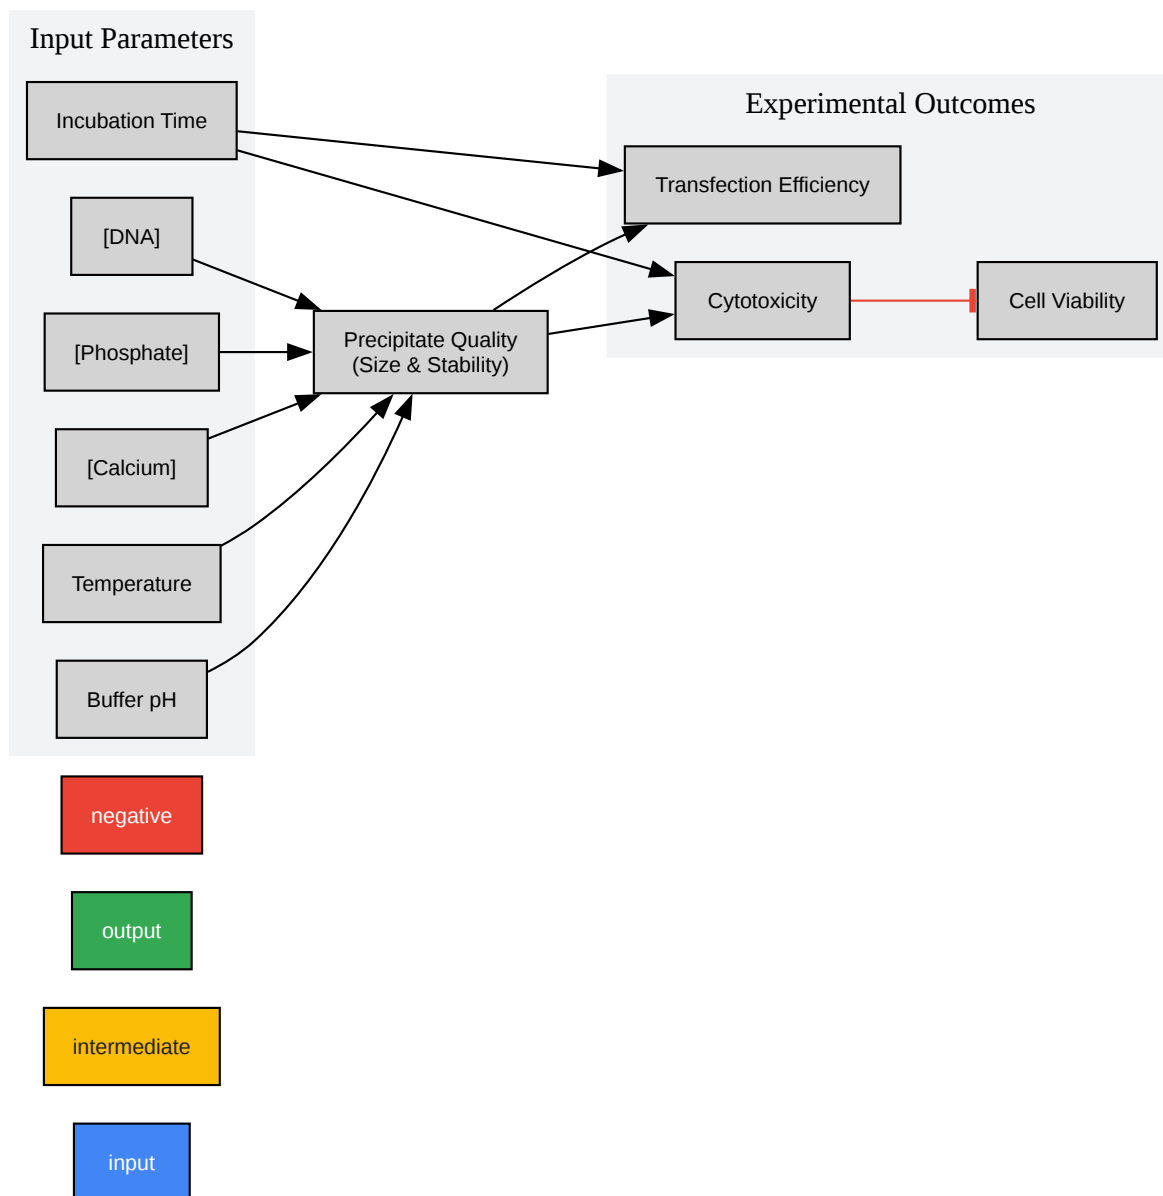 Input Parameters
Incubation Time
[DNA]
[Phosphate]
[Calcium]
Temperature
Buffer pH
Precipitate Quality
(Size & Stability)
Experimental Outcomes
Transfection Efficiency
Cytotoxicity
Cell Viability
negative
output
intermediate
input